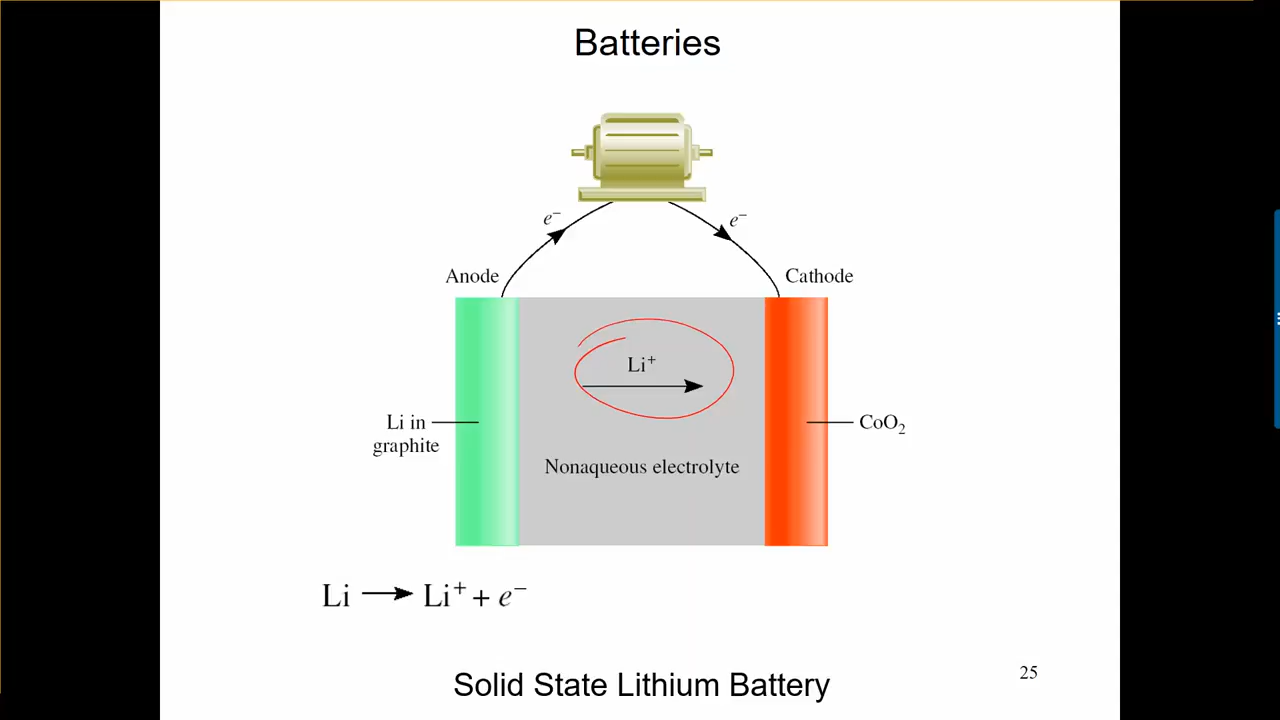 Batteries
e⁻
e⁻
Anode
Cathode
Li⁺
Li in
graphite
CoO₂
Nonaqueous electrolyte
Li ⟶ Li⁺ + e⁻
25
Solid State Lithium Battery